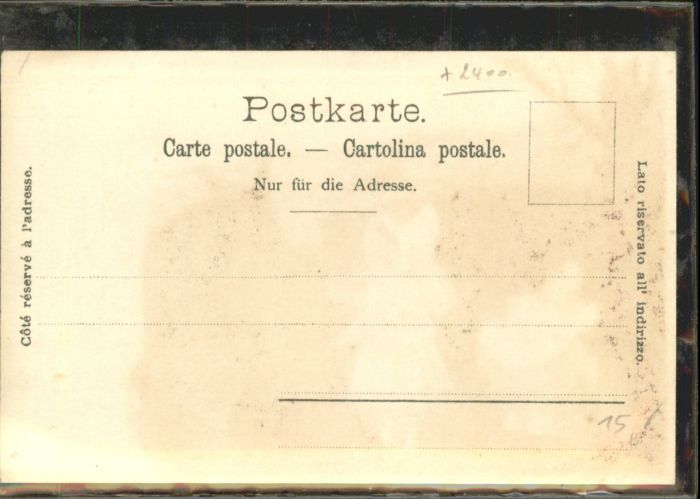 + 2400.
Postkarte.
Carte postale. — Cartolina postale.
Nur für die Adresse.
Côté réservé à l'adresse.
Lato riservato all' indirizzo.
15